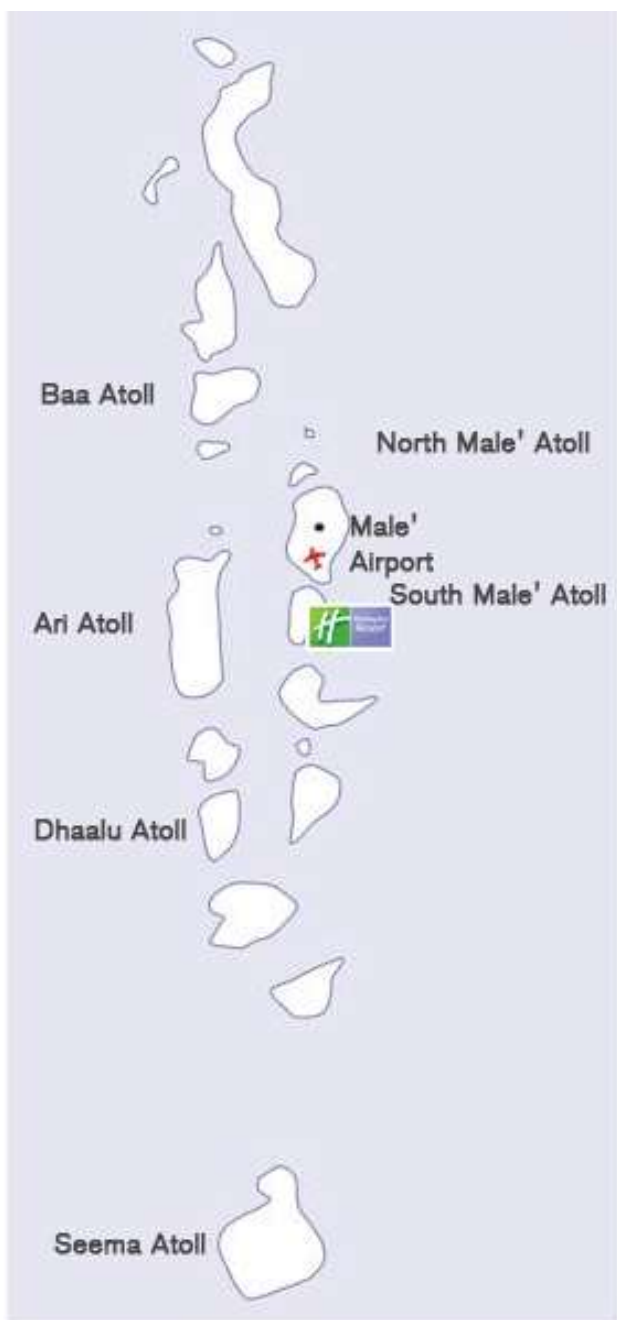 Baa Atoll
North Male' Atoll
Male'
Airport
South Male' Atoll
H
Ari Atoll
Dhaalu Atoll
Seema Atoll